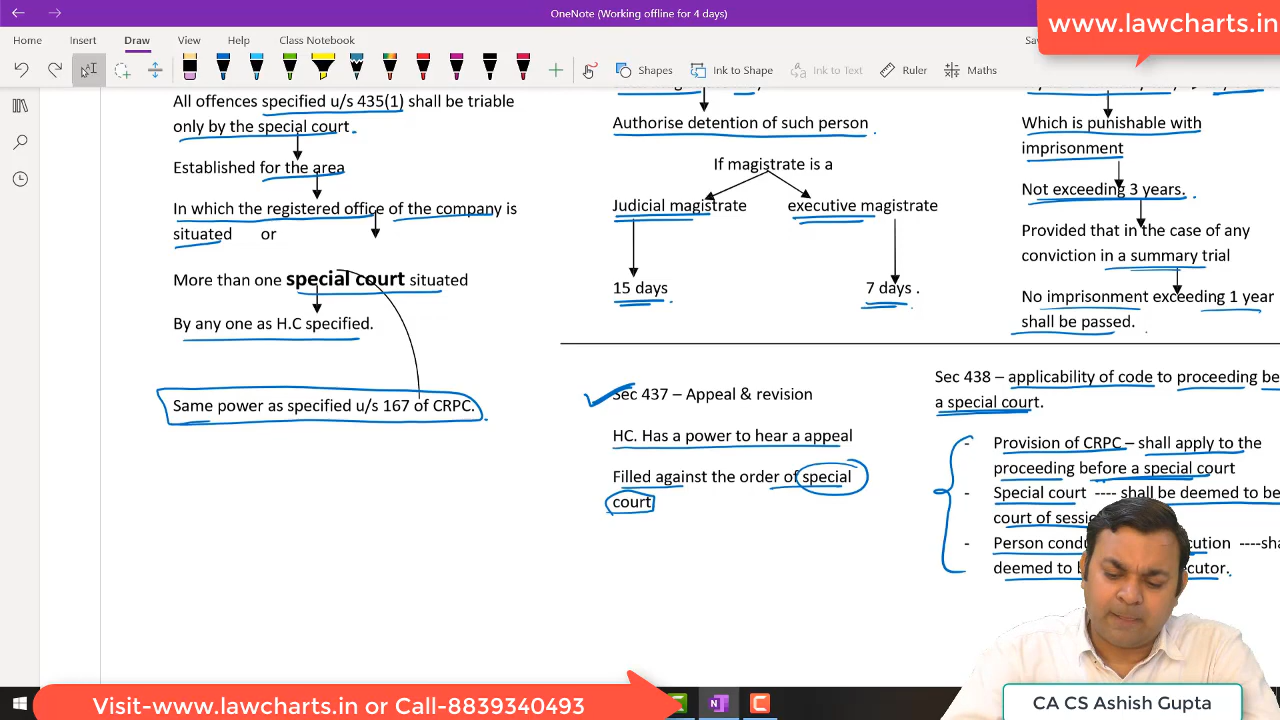 OneNote (Working offline for 4 days)
www.lawcharts.in
Home Insert Draw View Help Class Notebook
Shapes Ink to Shape Ink to Text Ruler Maths
All offences specified u/s 435(1) shall be triable
only by the special court.
Established for the area
In which the registered office of the company is
situated or
More than one special court situated
By any one as H.C specified.
Same power as specified u/s 167 of CRPC.
Authorise detention of such person
If magistrate is a
Judicial magistrate executive magistrate
15 days 7 days .
Which is punishable with
imprisonment
Not exceeding 3 years.
Provided that in the case of any
conviction in a summary trial
No imprisonment exceeding 1 year
shall be passed.
Sec 437 – Appeal & revision
HC. Has a power to hear a appeal
Filled against the order of special
court
Sec 438 – applicability of code to proceeding
a special court.
- Provision of CRPC – shall apply to the
proceeding before a special court
- Special court ---- shall be deemed to be
court of
- Person
deemed to
Visit-www.lawcharts.in or Call-8839340493
CA CS Ashish Gupta